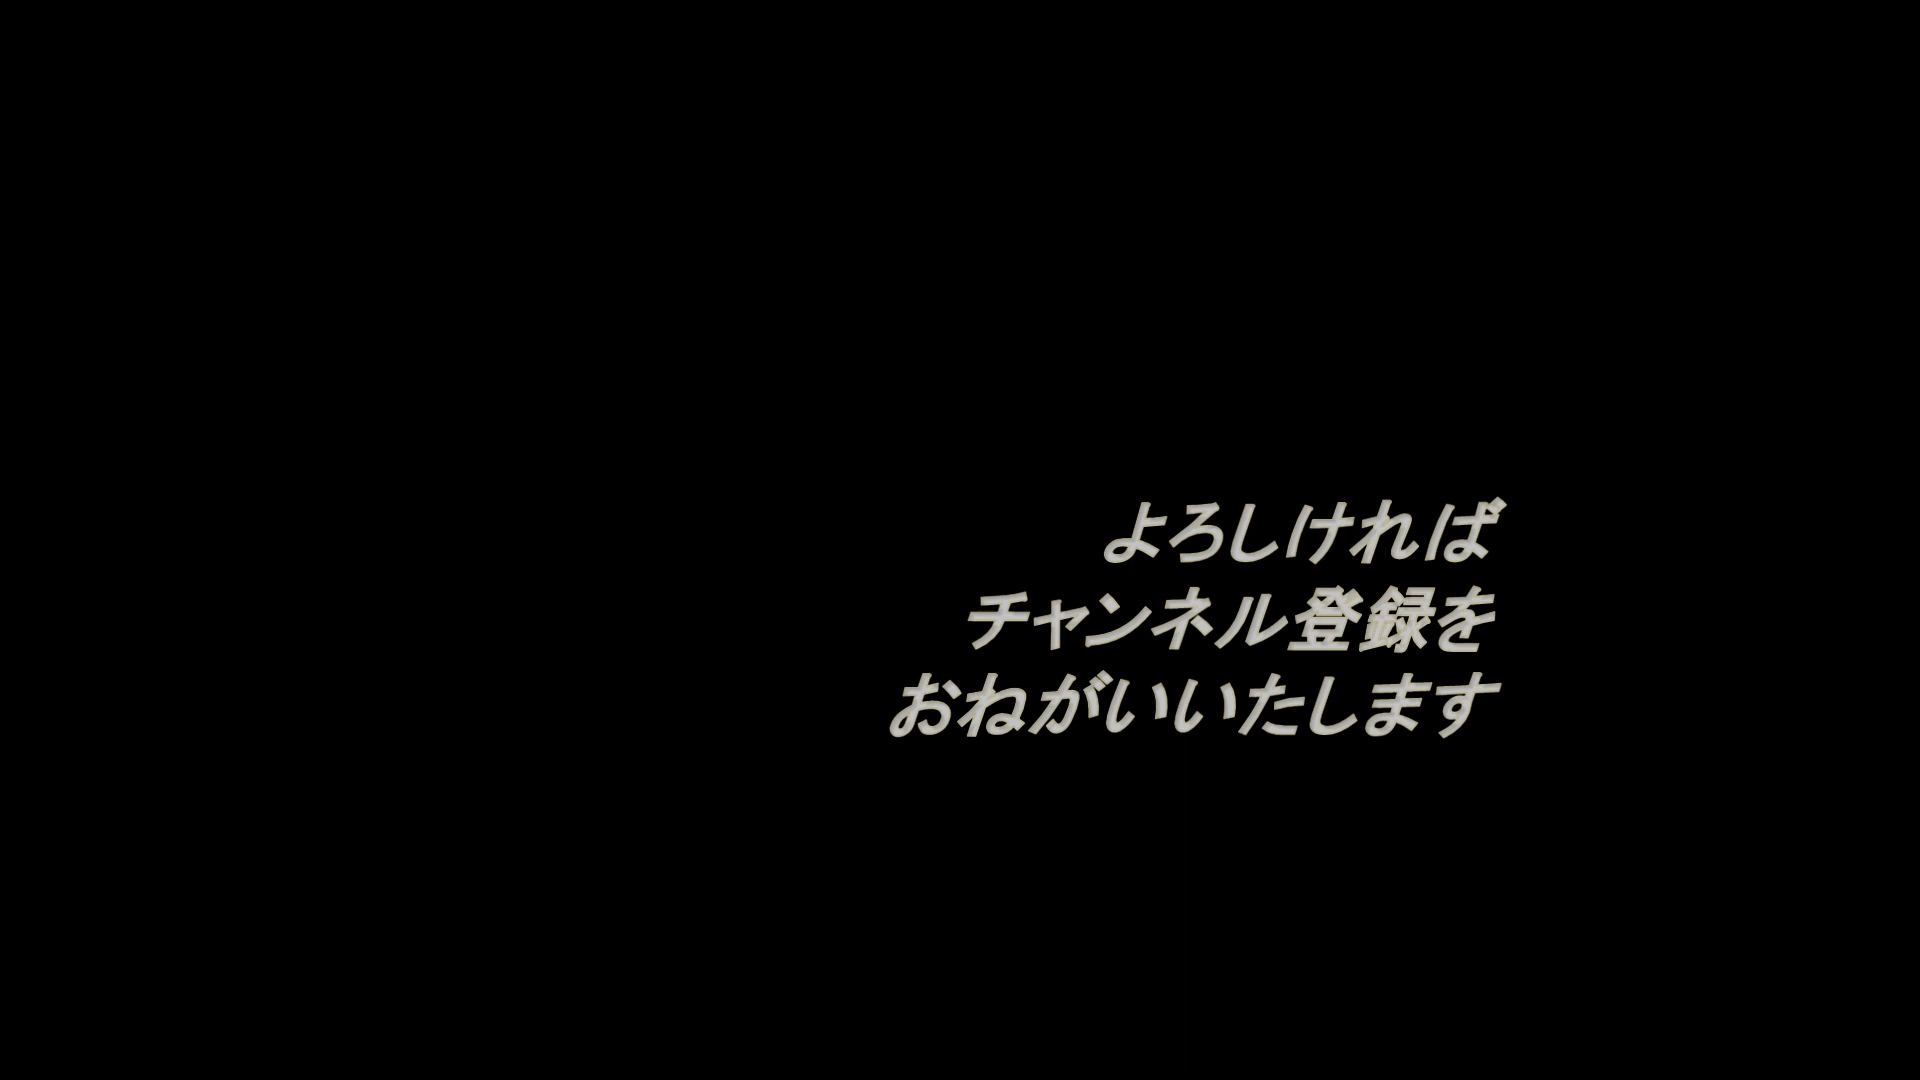 よろしければ
チャンネル登録を
おねがいいたします